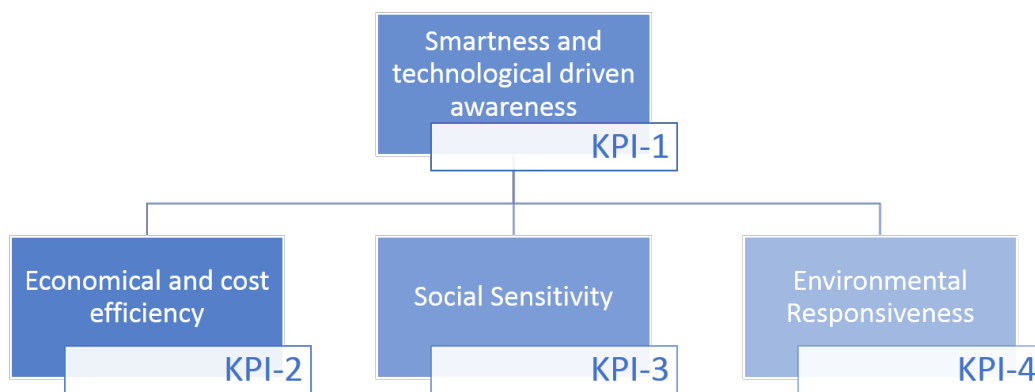 Smartness and
technological driven
awareness
KPI-1
Economical and cost
efficiency
KPI-2
Social Sensitivity
KPI-3
Environmental
Responsiveness
KPI-4